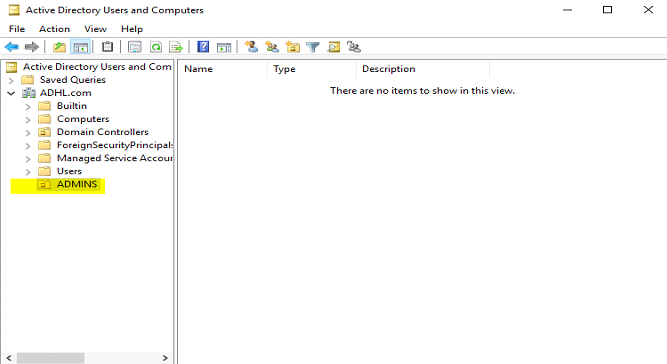 Active Directory Users and Computers
File Action View Help
Active Directory Users and Com
Saved Queries
ADHL.com
Builtin
Computers
Domain Controllers
ForeignSecurityPrincipals
Managed Service Accour
Users
ADMINS
Name Type Description
There are no items to show in this view.